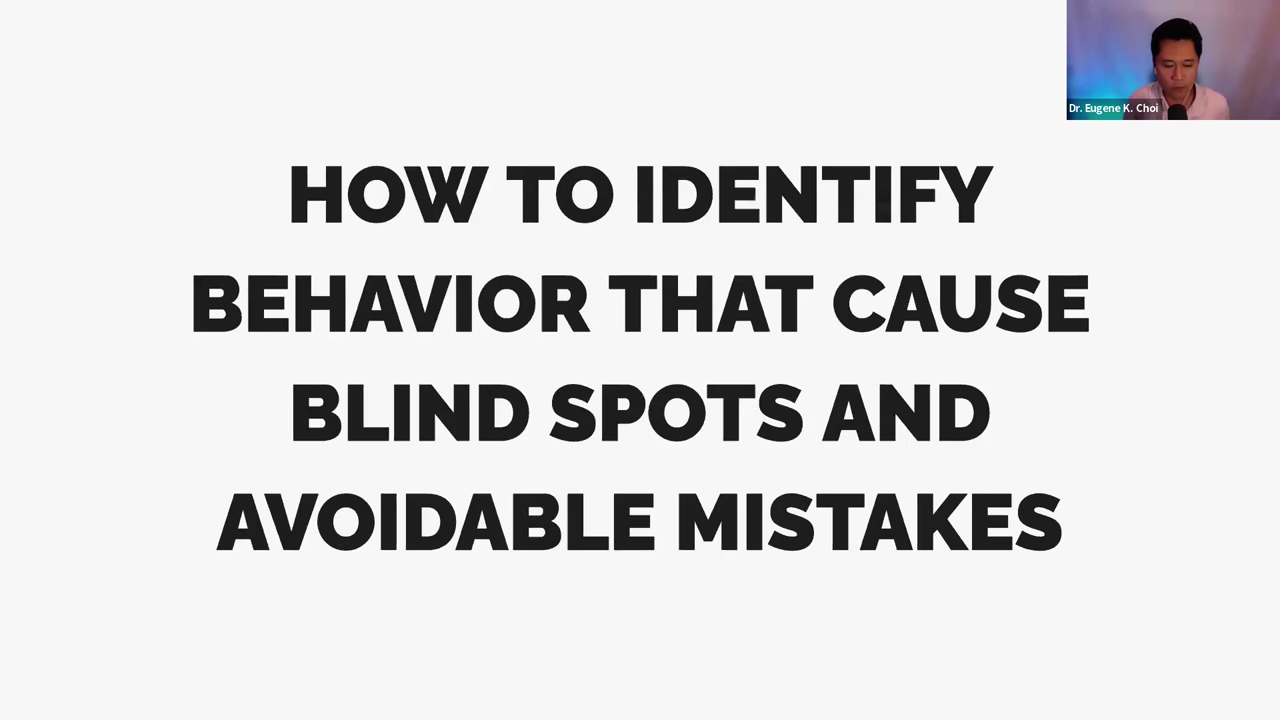 Dr. Eugene K. Choi
HOW TO IDENTIFY
BEHAVIOR THAT CAUSE
BLIND SPOTS AND
AVOIDABLE MISTAKES